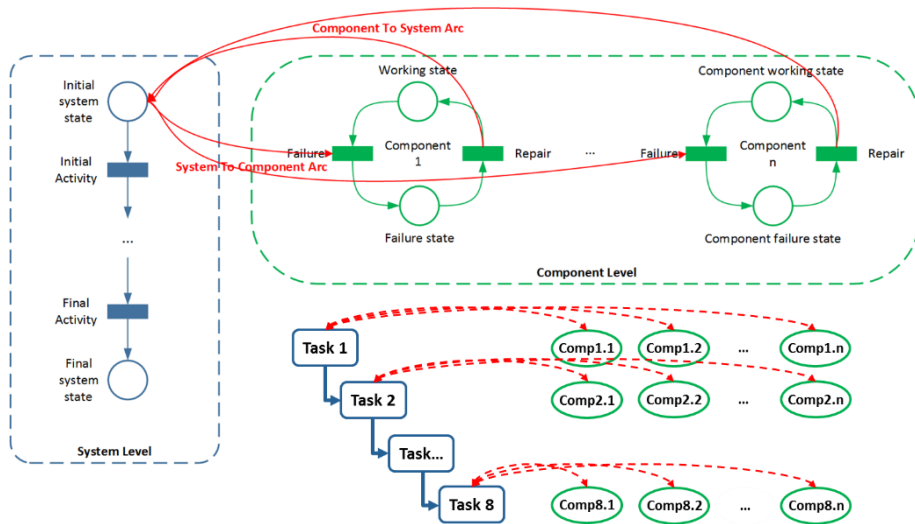 Component To System Arc
Initial
system
state
Working state
Component working state
Failure
Component
1
Repair
...
Failure
Component
n
Repair
System To Component Arc
Initial
Activity
Failure state
Component failure state
...
Component Level
Final
Activity
Final
system
state
System Level
Task 1
Comp1.1
Comp1.2
...
Comp1.n
Task 2
Comp2.1
Comp2.2
...
Comp2.n
Task...
Task 8
Comp8.1
Comp8.2
...
Comp8.n